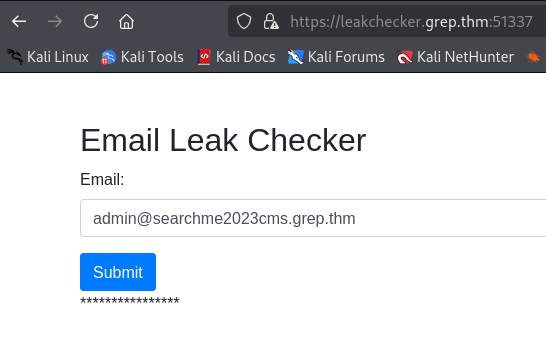 https://leakchecker.grep.thm:51337
Kali Linux Kali Tools Kali Docs Kali Forums Kali NetHunter
Email Leak Checker
Email:
admin@searchme2023cms.grep.thm
Submit
****************